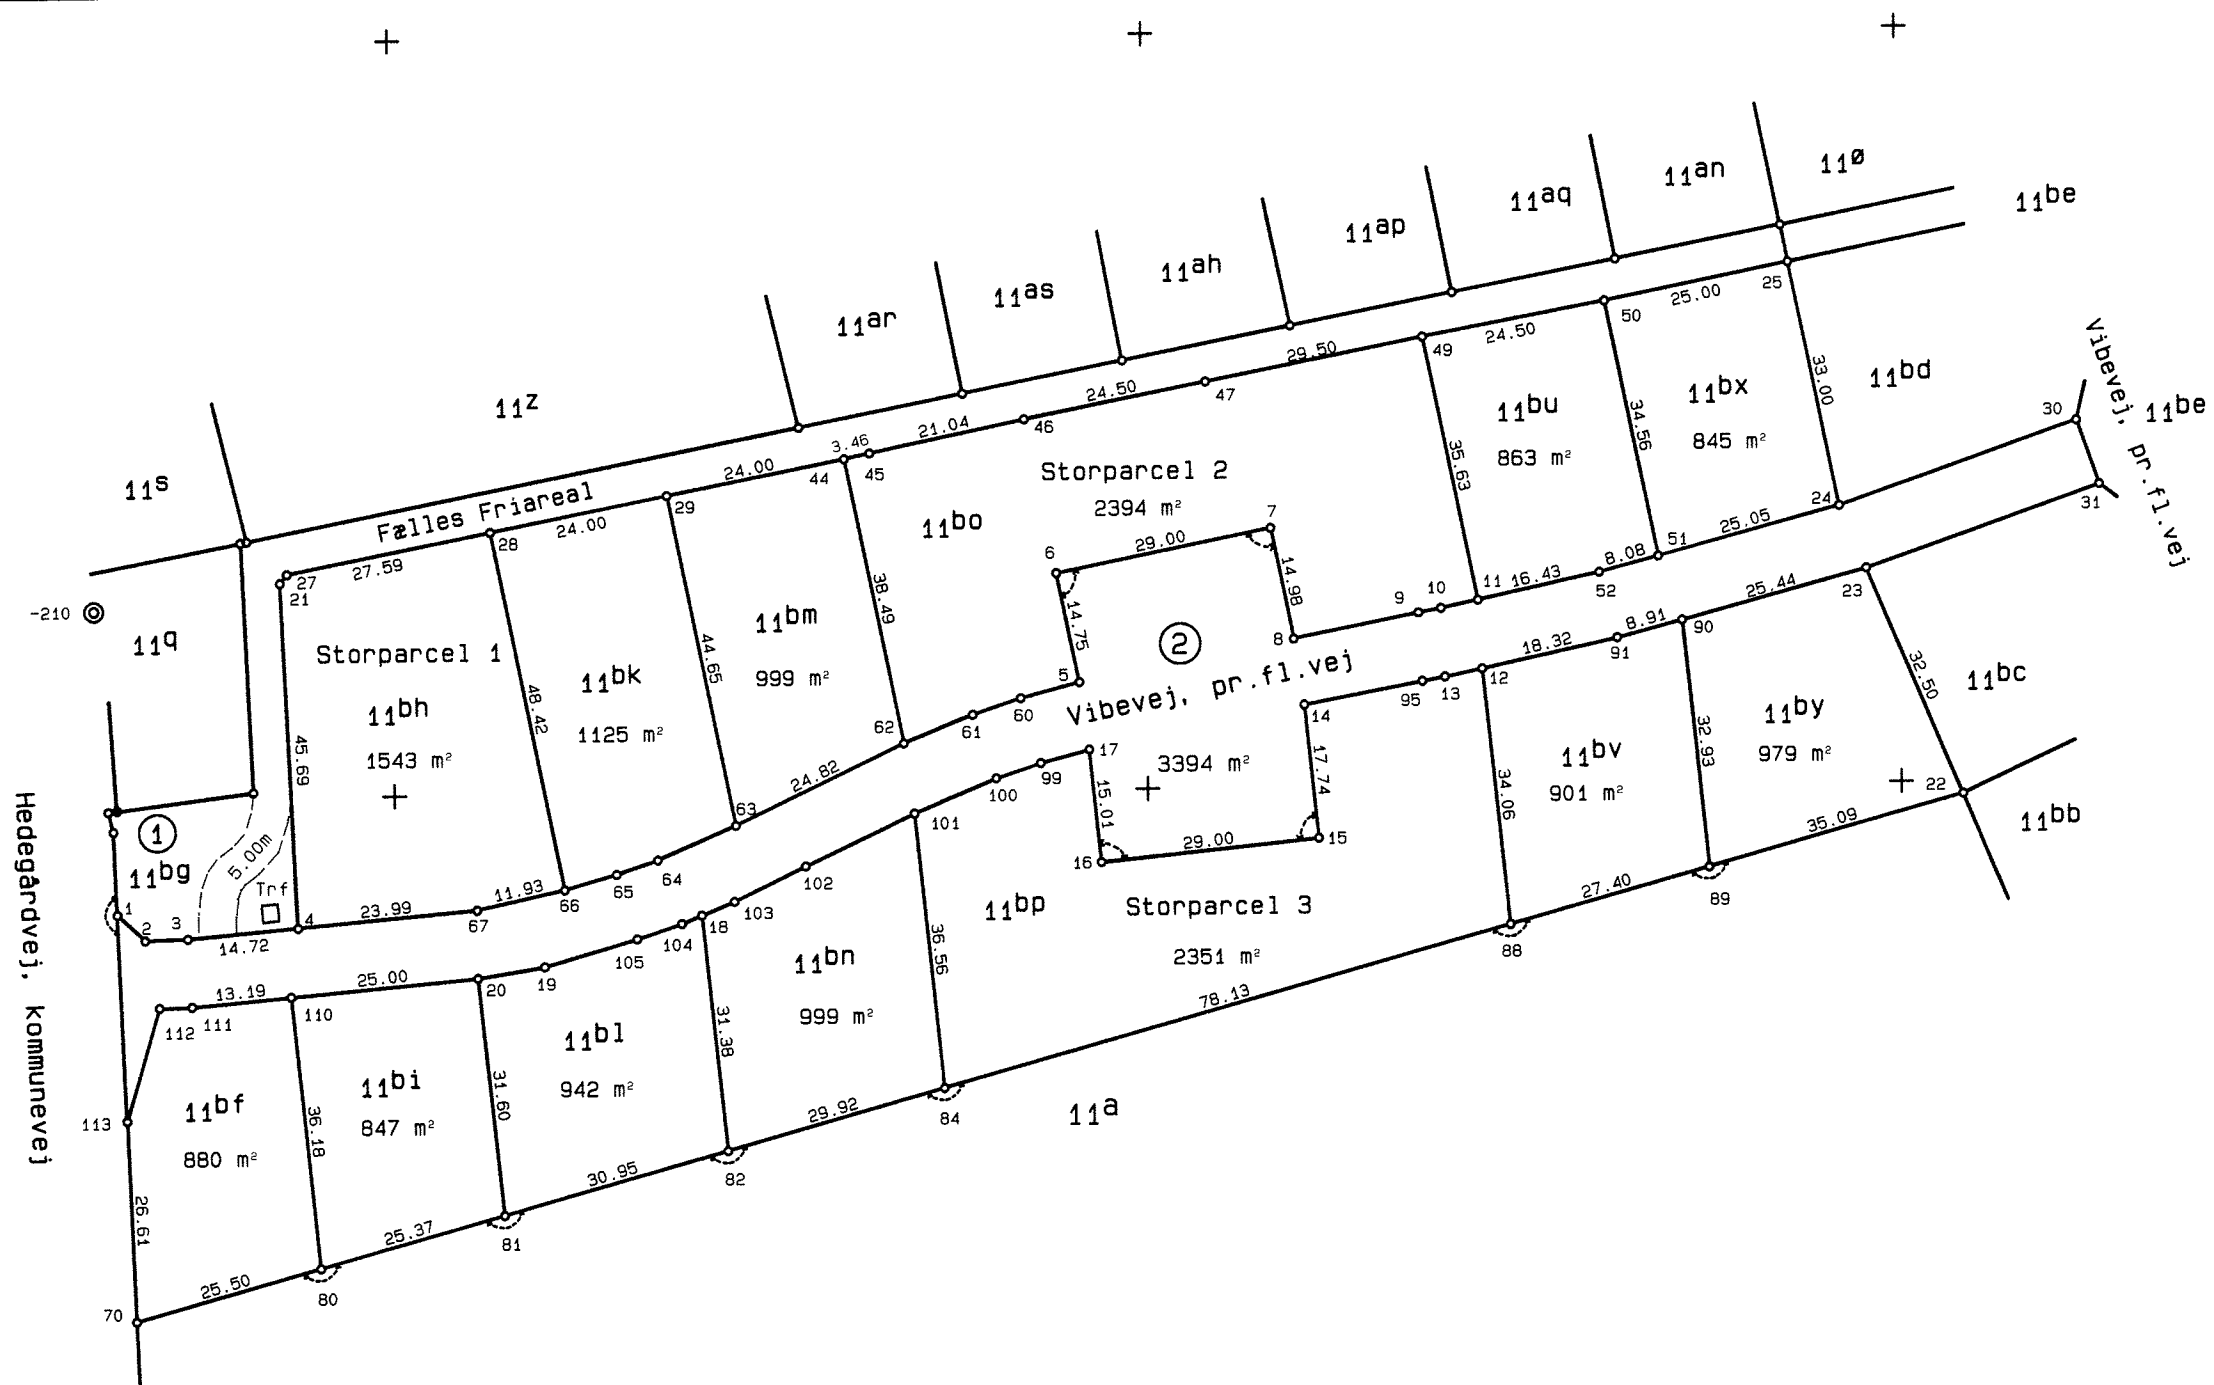 11ø
11an
11aq
11be
11ap
11ah
11as
11ar
11z
11s
25
25.00
50
24.50
49
29.50
47
24.50
46
21.04
45
3.46
44
24.00
29
Fælles Friareal
24.00
28
27.59
27
21
-210
11q
Storparcel 1
11bh
1543 m²
45.69
48.42
11bk
1125 m²
44.65
11bm
999 m²
38.49
11bo
Storparcel 2
2394 m²
6
29.00
7
14.75
14.98
5
8
2
9
10
11
16.43
52
8.08
51
25.05
24
35.63
11bu
863 m²
34.56
11bx
845 m²
33.00
11bd
30
31
11be
Vibevej, pr.fl.vej
Vibevej, pr.fl.vej
3394 m²
62
61
60
24.82
63
64
65
66
11.93
67
23.99
4
14.72
3
2
1
1
11bg
5.00m
Trf
Hedegårdvej, kommunevej
17
99
100
101
102
103
18
104
105
19
20
25.00
110
13.19
111
112
113
15.01
16
29.00
15
17.74
14
95
13
12
18.32
91
8.91
90
25.44
23
32.50
11bc
22
11bb
11by
979 m²
35.09
32.93
11bv
901 m²
34.06
89
27.40
88
Storparcel 3
11bp
2351 m²
78.13
36.56
84
11a
11bn
999 m²
29.92
31.38
82
11bl
942 m²
30.95
31.60
81
11bi
847 m²
25.37
36.18
80
11bf
880 m²
25.50
26.61
70